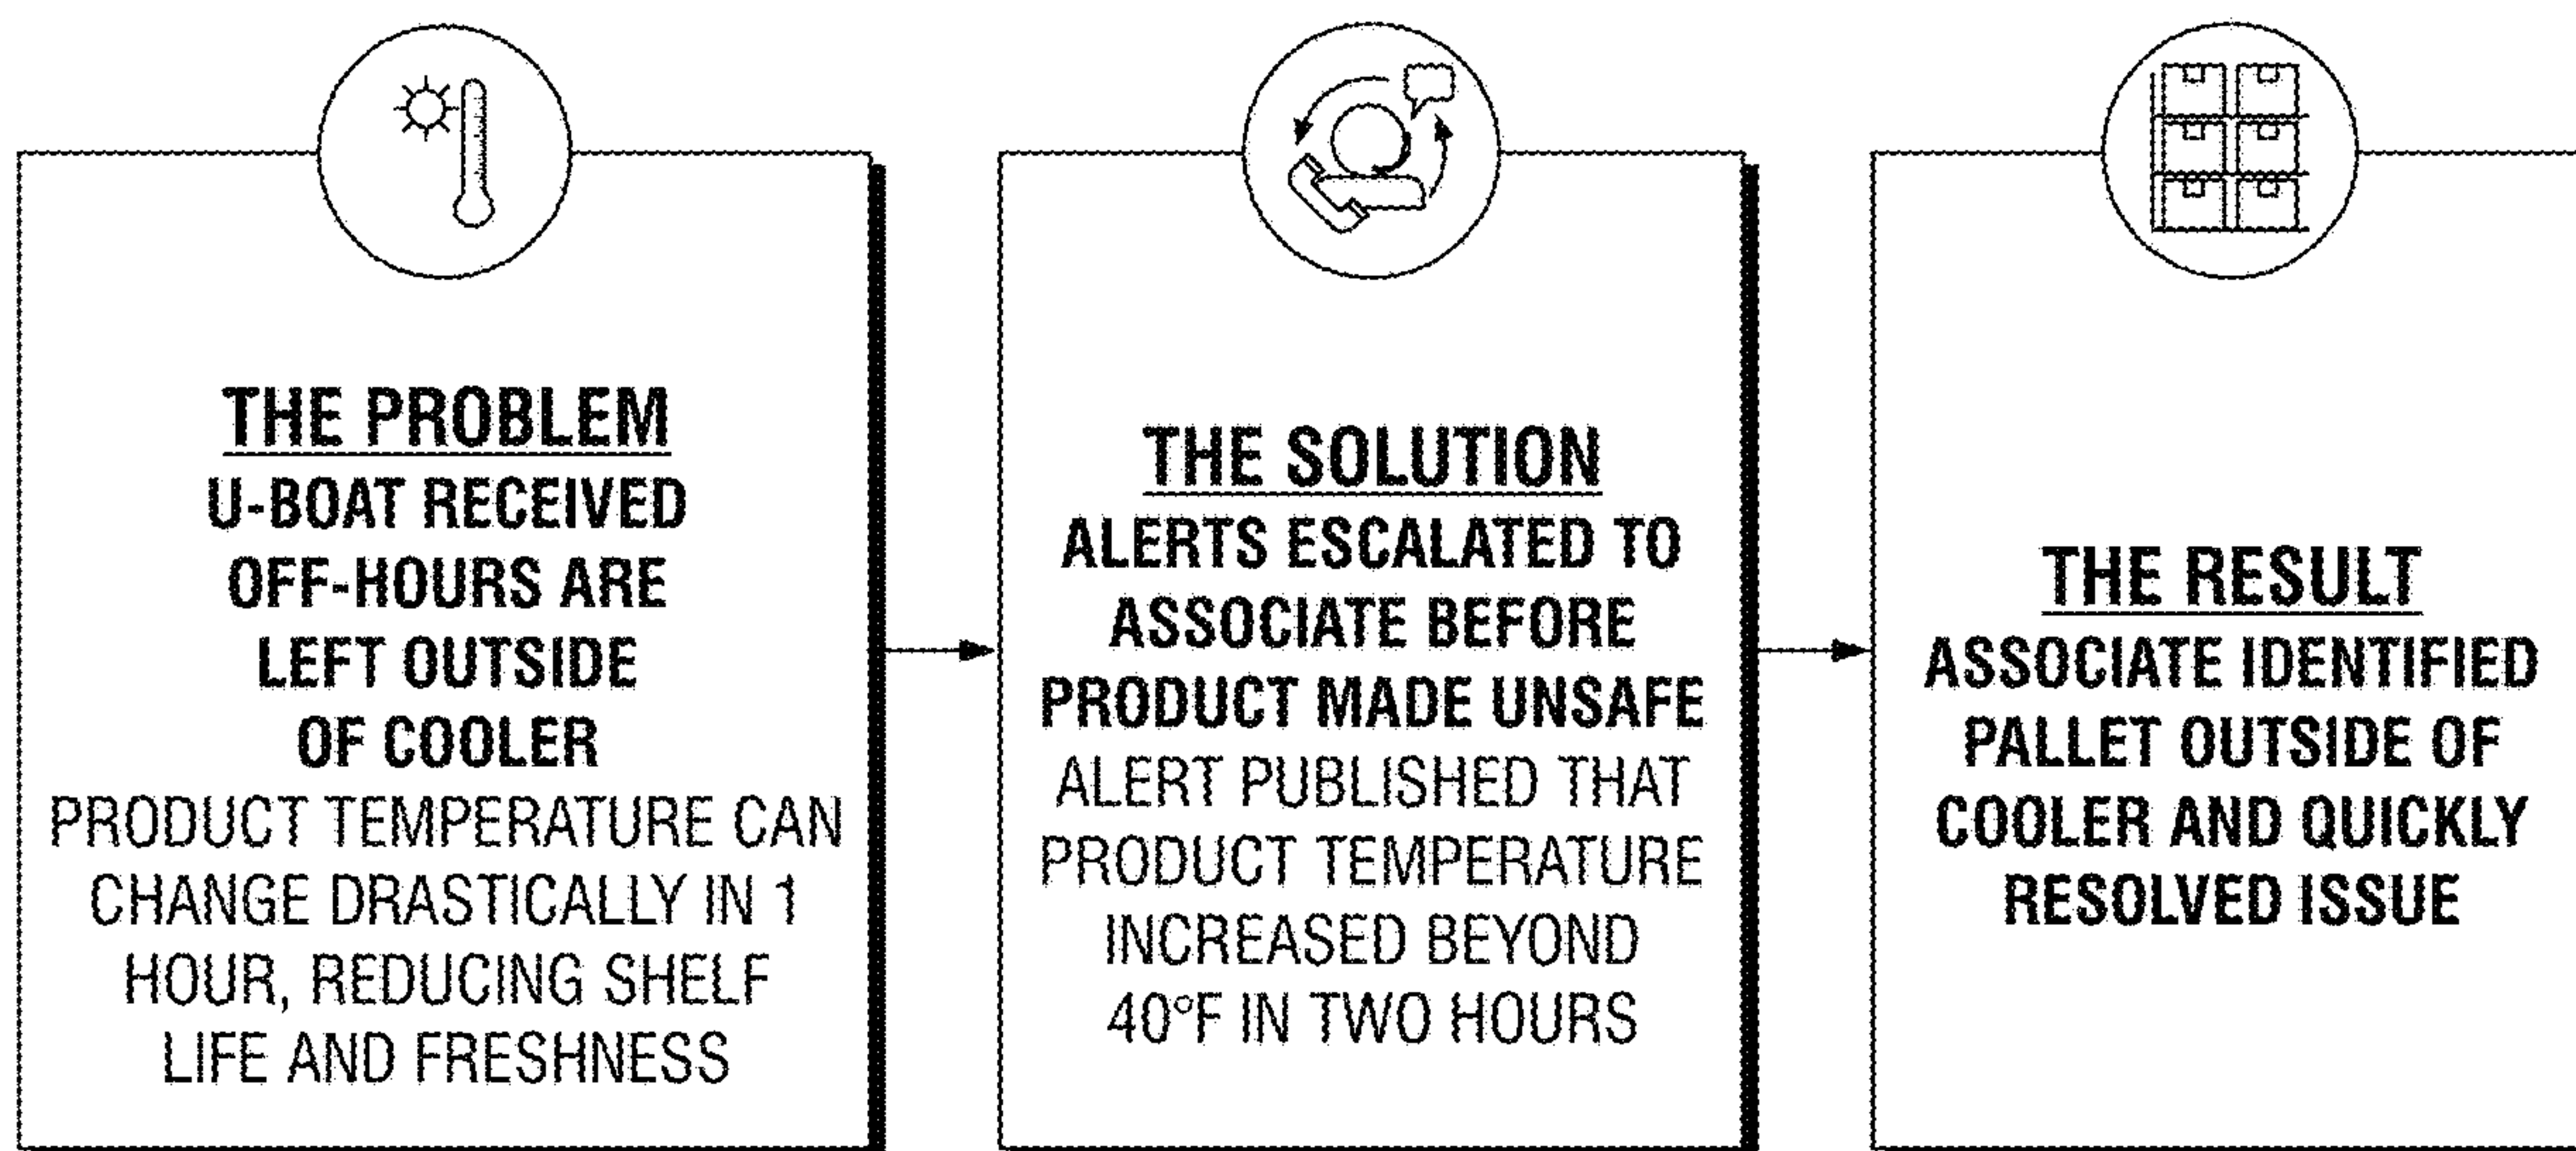 THE PROBLEM
U-BOAT RECEIVED
OFF-HOURS ARE
LEFT OUTSIDE
OF COOLER
PRODUCT TEMPERATURE CAN
CHANGE DRASTICALLY IN 1
HOUR, REDUCING SHELF
LIFE AND FRESHNESS
THE SOLUTION
ALERTS ESCALATED TO
ASSOCIATE BEFORE
PRODUCT MADE UNSAFE
ALERT PUBLISHED THAT
PRODUCT TEMPERATURE
INCREASED BEYOND
40°F IN TWO HOURS
THE RESULT
ASSOCIATE IDENTIFIED
PALLET OUTSIDE OF
COOLER AND QUICKLY
RESOLVED ISSUE